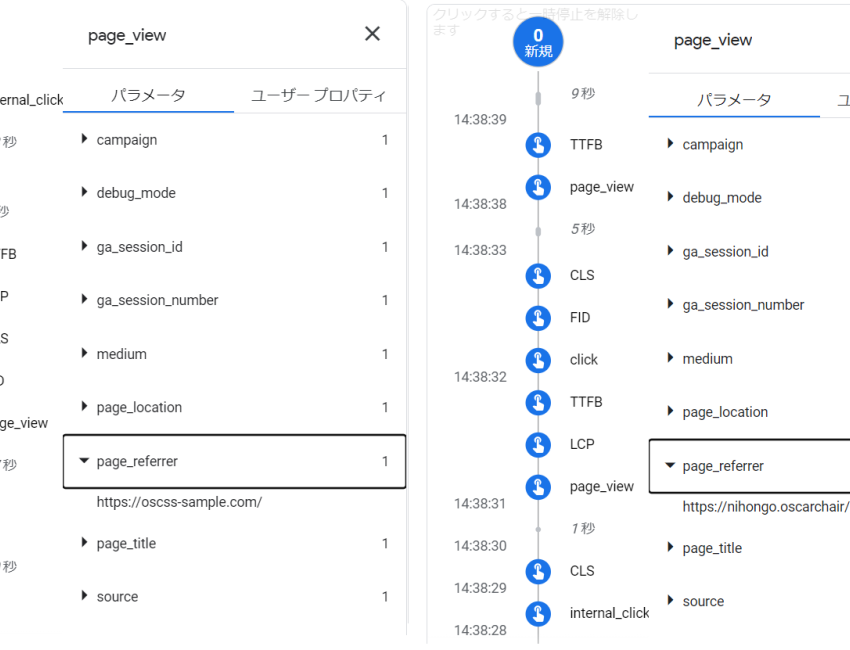 page_view
ernal_click
パラメータ
ユーザー プロパティ
campaign 1
秒
debug_mode 1
秒
ga_session_id 1
FB
P
ga_session_number 1
S
medium 1
page_location 1
ge_view
page_referrer 1
秒
https://oscss-sample.com/
page_title 1
秒
source 1
クリックすると一時停止を解除し
ます
0
新規
9秒
14:38:39
TTFB
page_view
14:38:38
5秒
14:38:33
CLS
FID
click
14:38:32
TTFB
LCP
page_view
14:38:31
1秒
14:38:30
CLS
14:38:29
internal_click
14:38:28
page_view
パラメータ
ユ
campaign
debug_mode
ga_session_id
ga_session_number
medium
page_location
page_referrer
https://nihongo.oscarchair/
page_title
source